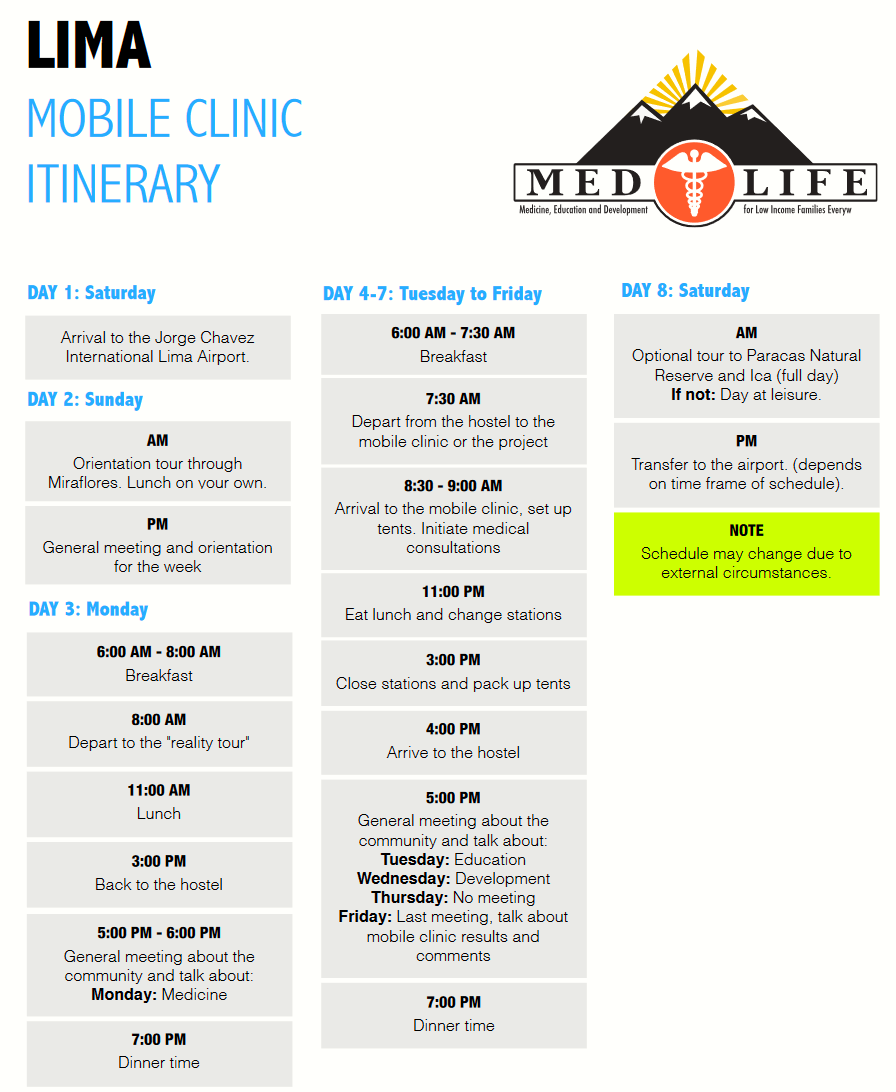 LIMA
MOBILE CLINIC
ITINERARY
MED LIFE
Medicine, Education and Development for Low Income Families Everyw
DAY 1: Saturday
Arrival to the Jorge Chavez
International Lima Airport.
DAY 2: Sunday
AM
Orientation tour through
Miraflores. Lunch on your own.
PM
General meeting and orientation
for the week
DAY 3: Monday
6:00 AM - 8:00 AM
Breakfast
8:00 AM
Depart to the "reality tour"
11:00 AM
Lunch
3:00 PM
Back to the hostel
5:00 PM - 6:00 PM
General meeting about the
community and talk about:
Monday: Medicine
7:00 PM
Dinner time
DAY 4-7: Tuesday to Friday
6:00 AM - 7:30 AM
Breakfast
7:30 AM
Depart from the hostel to the
mobile clinic or the project
8:30 - 9:00 AM
Arrival to the mobile clinic, set up
tents. Initiate medical
consultations
11:00 PM
Eat lunch and change stations
3:00 PM
Close stations and pack up tents
4:00 PM
Arrive to the hostel
5:00 PM
General meeting about the
community and talk about:
Tuesday: Education
Wednesday: Development
Thursday: No meeting
Friday: Last meeting, talk about
mobile clinic results and
comments
7:00 PM
Dinner time
DAY 8: Saturday
AM
Optional tour to Paracas Natural
Reserve and Ica (full day)
If not: Day at leisure.
PM
Transfer to the airport. (depends
on time frame of schedule).
NOTE
Schedule may change due to
external circumstances.